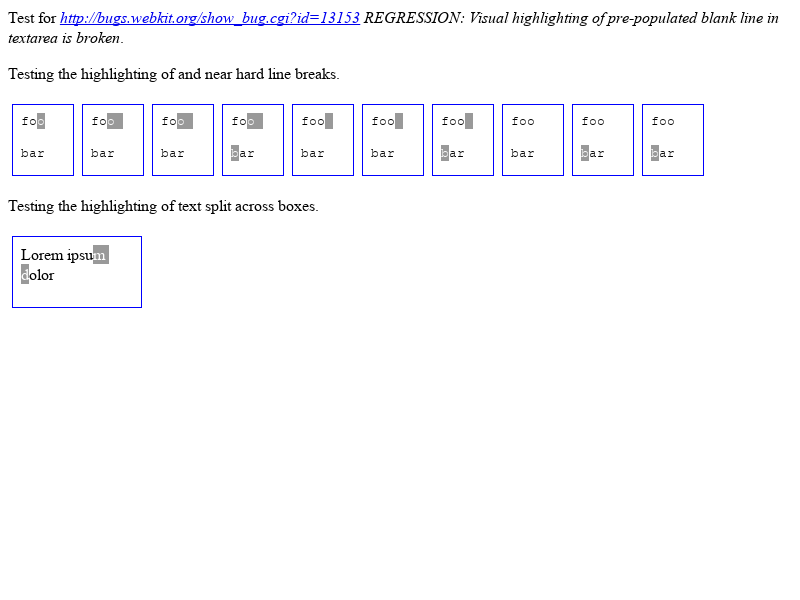 Test for http://bugs.webkit.org/show_bug.cgi?id=13153 REGRESSION: Visual highlighting of pre-populated blank line in
textarea is broken.
Testing the highlighting of and near hard line breaks.
foo foo foo foo foo foo foo foo foo foo
bar bar bar bar bar bar bar bar bar bar
Testing the highlighting of text split across boxes.
Lorem ipsum
dolor